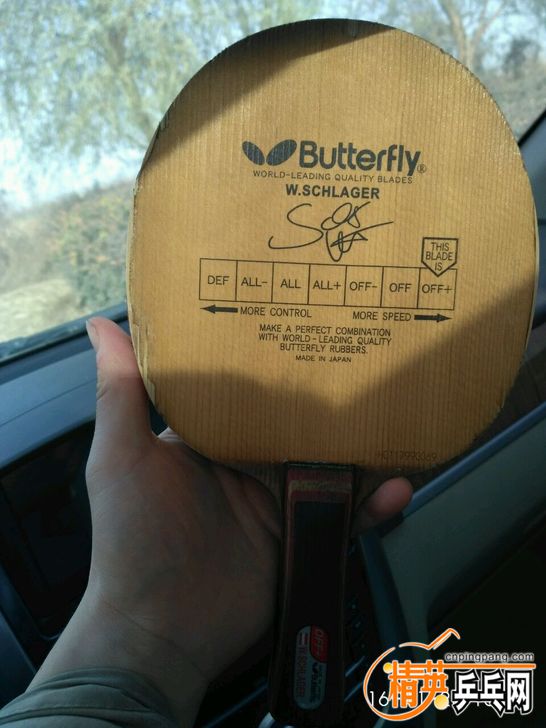 Butterfly®
WORLD-LEADING QUALITY BLADES
W.SCHLAGER
THIS
BLADE
IS
DEF ALL- ALL ALL+ OFF- OFF OFF+
MORE CONTROL MORE SPEED
MAKE A PERFECT COMBINATION
WITH WORLD-LEADING QUALITY
BUTTERFLY RUBBERS.
MADE IN JAPAN
OFF+
W.SCHLAGER
cnpingpang.com
精英乒乓网